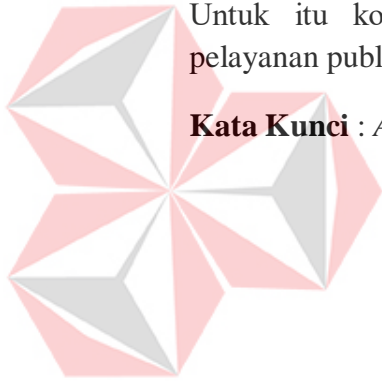 Untuk itu ko
pelayanan publ
Kata Kunci : A